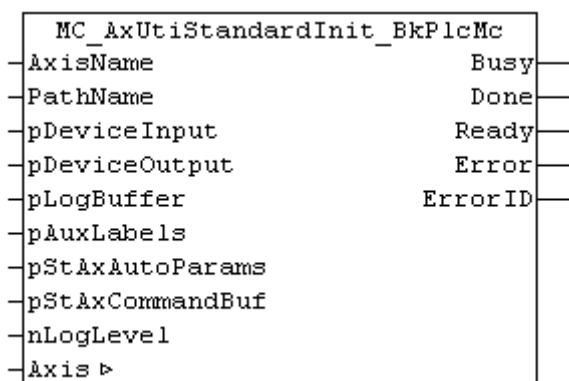 MC_AxUtiStandardInit_BkPlcMc
AxisName Busy
PathName Done
pDeviceInput Ready
pDeviceOutput Error
pLogBuffer ErrorID
pAuxLabels
pStAxAutoParams
pStAxCommandBuf
nLogLevel
Axis ▷